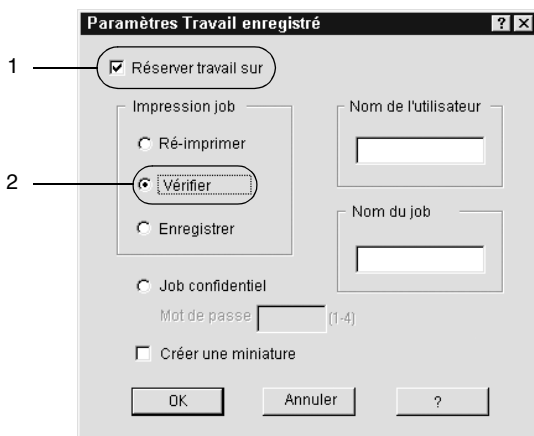 Paramètres Travail enregistré ? ×
1
Réserver travail sur
Impression job
Ré-imprimer
2
Vérifier
Enregistrer
Nom de l'utilisateur
Nom du job
Job confidentiel
Mot de passe (1-4)
Créer une miniature
OK Annuler ?